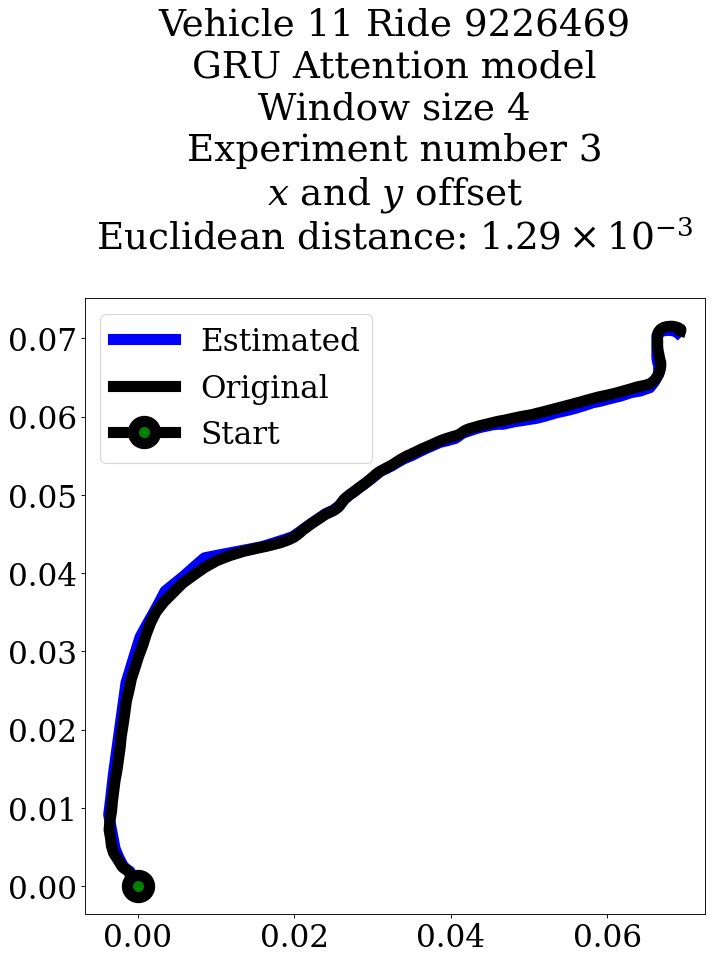 Vehicle 11 Ride 9226469
GRU Attention model
Window size 4
Experiment number 3
x and y offset
Euclidean distance: 1.29 × 10⁻³
Estimated
Original
Start
0.07
0.06
0.05
0.04
0.03
0.02
0.01
0.00
0.00 0.02 0.04 0.06